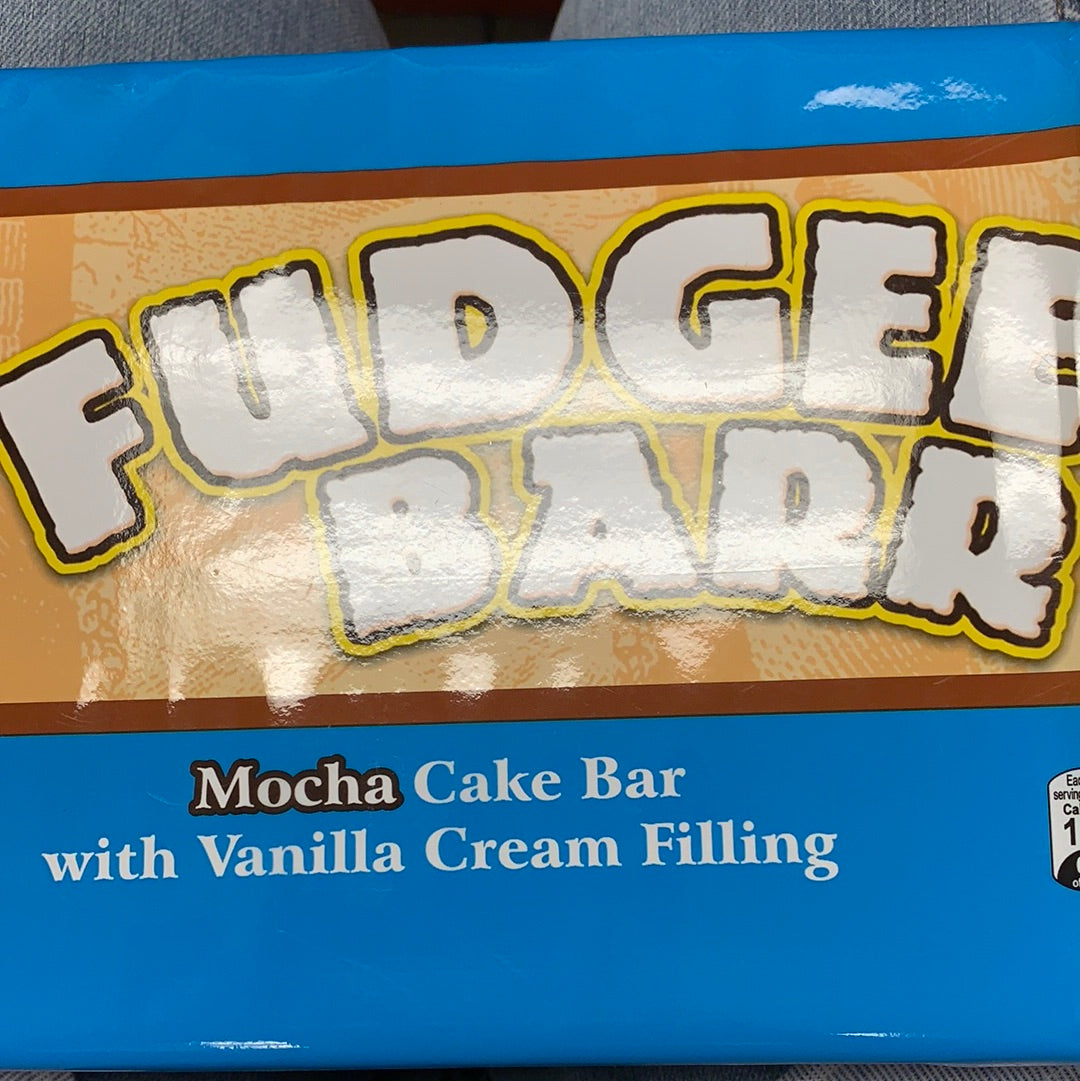 FUDGEE
BARR
Mocha Cake Bar
with Vanilla Cream Filling